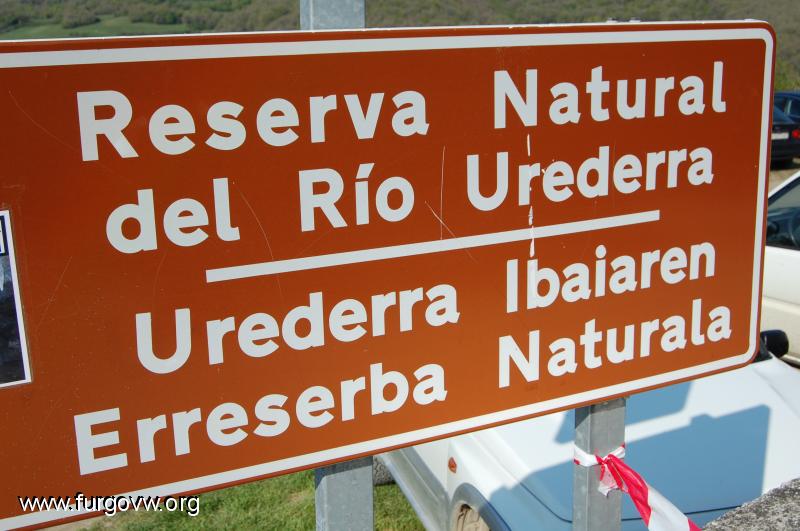 Reserva Natural
del Río Urederra
Urederra Ibaiaren
Erreserba Naturala
www.furgovw.org